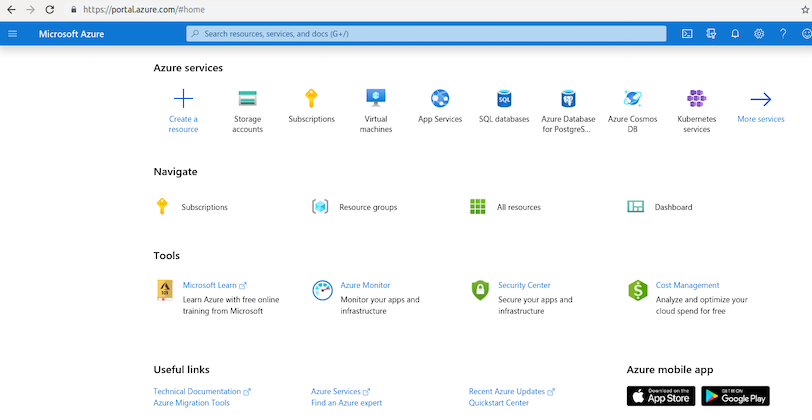 https://portal.azure.com/#home
Microsoft Azure
Search resources, services, and docs (G+/)
Azure services
Create a
resource
Storage
accounts
Subscriptions
Virtual
machines
App Services
SQL databases
Azure Database
for PostgreS...
Azure Cosmos
DB
Kubernetes
services
More services
SQL
Navigate
Subscriptions
Resource groups
All resources
Dashboard
Tools
Microsoft Learn
Learn Azure with free online
training from Microsoft
Azure Monitor
Monitor your apps and
infrastructure
Security Center
Secure your apps and
infrastructure
Cost Management
Analyze and optimize your
cloud spend for free
Useful links
Technical Documentation
Azure Migration Tools
Azure Services
Find an Azure expert
Recent Azure Updates
Quickstart Center
Azure mobile app
Download on the
App Store
GET IT ON
Google Play